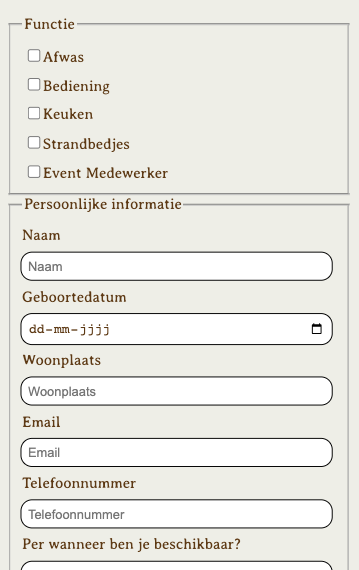 Functie
Afwas
Bediening
Keuken
Strandbedjes
Event Medewerker
Persoonlijke informatie
Naam
Naam
Geboortedatum
dd-mm-jjjj
Woonplaats
Woonplaats
Email
Email
Telefoonnummer
Telefoonnummer
Per wanneer ben je beschikbaar?